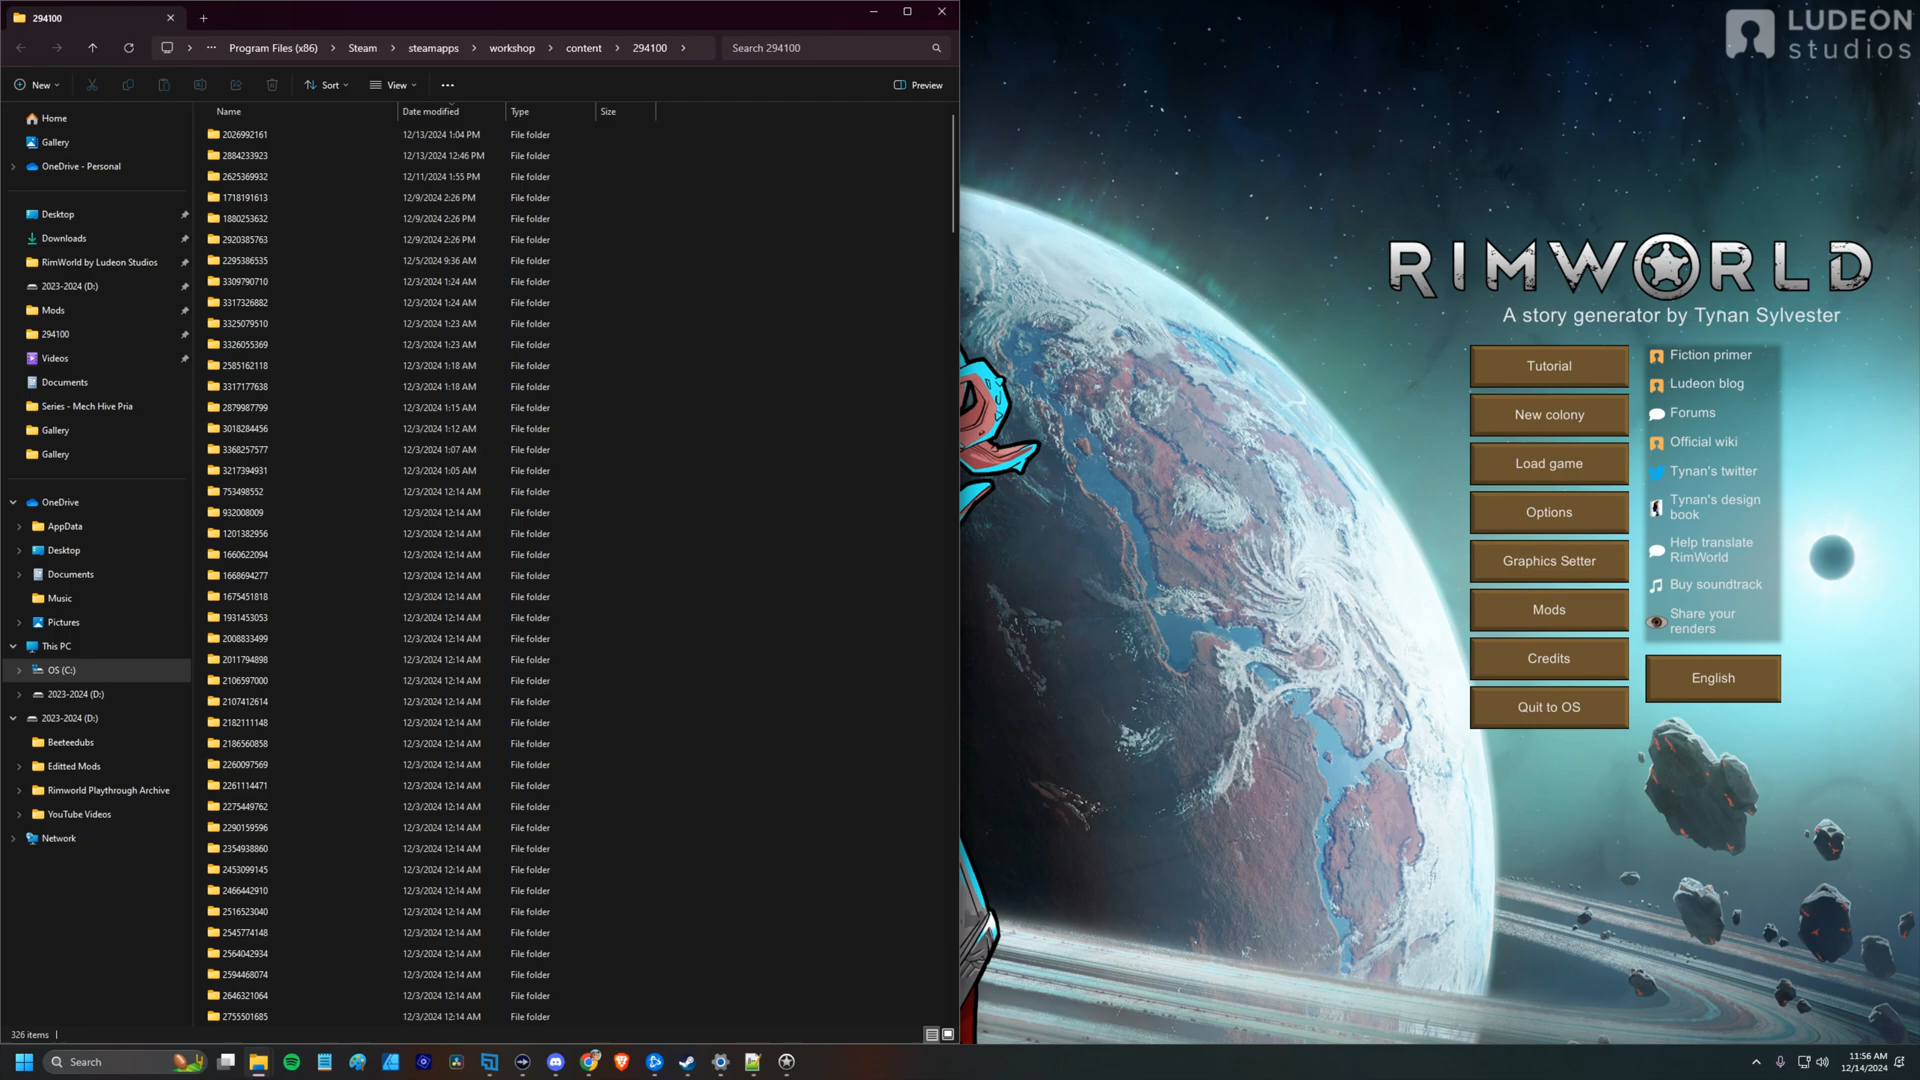 294100
Program Files (x86) > Steam > steamapps > workshop > content > 294100 >
Search 294100
New
Sort
View
Preview
Name Date modified Type Size
2026992161 12/13/2024 1:04 PM File folder
2884233923 12/13/2024 12:46 PM File folder
2625369932 12/11/2024 1:55 PM File folder
1718191613 12/9/2024 2:26 PM File folder
1880253632 12/9/2024 2:26 PM File folder
2920385763 12/9/2024 2:26 PM File folder
2295386535 12/5/2024 9:36 AM File folder
3309790710 12/3/2024 1:24 AM File folder
3317326882 12/3/2024 1:24 AM File folder
3325079510 12/3/2024 1:23 AM File folder
3326055369 12/3/2024 1:23 AM File folder
2585162118 12/3/2024 1:18 AM File folder
3317177638 12/3/2024 1:18 AM File folder
2879987799 12/3/2024 1:15 AM File folder
3018284456 12/3/2024 1:12 AM File folder
3368257577 12/3/2024 1:07 AM File folder
3217394931 12/3/2024 1:05 AM File folder
753498552 12/3/2024 12:14 AM File folder
932008009 12/3/2024 12:14 AM File folder
1201382956 12/3/2024 12:14 AM File folder
1660622094 12/3/2024 12:14 AM File folder
1668694277 12/3/2024 12:14 AM File folder
1675451818 12/3/2024 12:14 AM File folder
1931453053 12/3/2024 12:14 AM File folder
2008833499 12/3/2024 12:14 AM File folder
2011794898 12/3/2024 12:14 AM File folder
2106597000 12/3/2024 12:14 AM File folder
2107412614 12/3/2024 12:14 AM File folder
2182111148 12/3/2024 12:14 AM File folder
2186560858 12/3/2024 12:14 AM File folder
2260097569 12/3/2024 12:14 AM File folder
2261114471 12/3/2024 12:14 AM File folder
2275449762 12/3/2024 12:14 AM File folder
2290159596 12/3/2024 12:14 AM File folder
2354938860 12/3/2024 12:14 AM File folder
2453099145 12/3/2024 12:14 AM File folder
2466442910 12/3/2024 12:14 AM File folder
2516523040 12/3/2024 12:14 AM File folder
2545774148 12/3/2024 12:14 AM File folder
2564042934 12/3/2024 12:14 AM File folder
2594468074 12/3/2024 12:14 AM File folder
2646321064 12/3/2024 12:14 AM File folder
2755501685 12/3/2024 12:14 AM File folder
Home
Gallery
OneDrive - Personal
Desktop
Downloads
RimWorld by Ludeon Studios
2023-2024 (D:)
Mods
294100
Videos
Documents
Series - Mech Hive Pria
Gallery
Gallery
OneDrive
AppData
Desktop
Documents
Music
Pictures
This PC
OS (C:)
2023-2024 (D:)
2023-2024 (D:)
Beeteedubs
Editted Mods
Rimworld Playthrough Archive
YouTube Videos
Network
326 items
LUDEON
studios
RIMWORLD
A story generator by Tynan Sylvester
Tutorial
New colony
Load game
Options
Graphics Setter
Mods
Credits
Quit to OS
Fiction primer
Ludeon blog
Forums
Official wiki
Tynan's twitter
Tynan's design
book
Help translate
RimWorld
Buy soundtrack
Share your
renders
English
Search
11:56 AM
12/14/2024